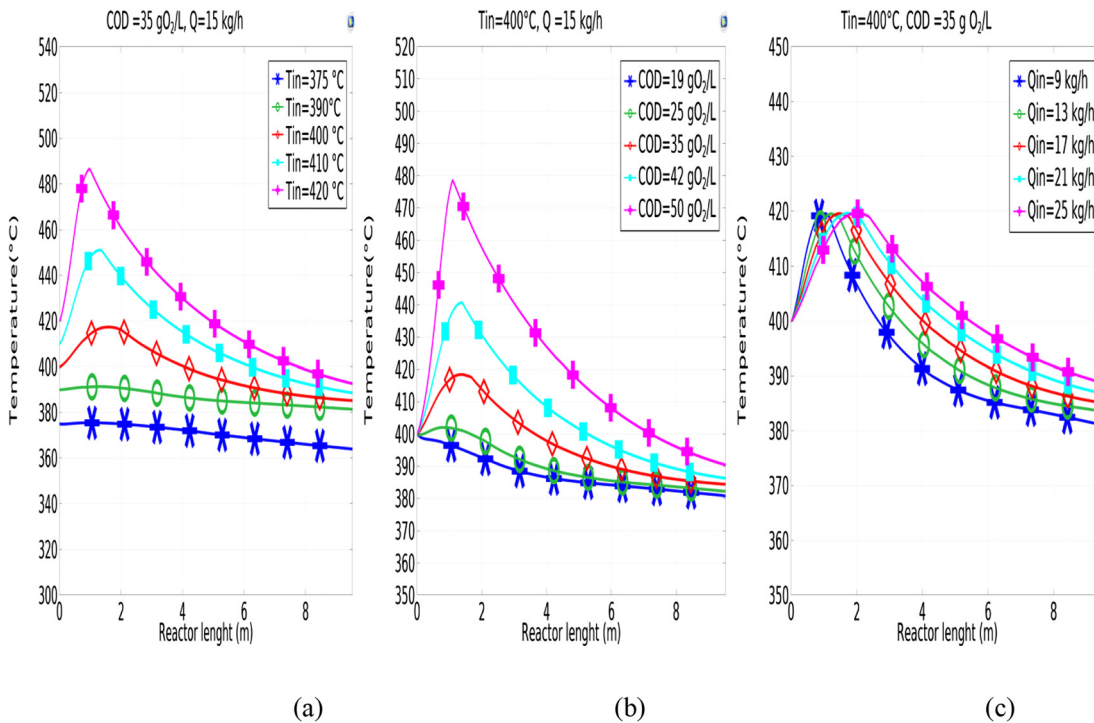 COD =35 gO₂/L, Q=15 kg/h
540
520
500
480
460
440
420
400
380
360
340
320
300
Temperature(°C)
Tin=375 °C
Tin=390°C
Tin=400 °C
Tin=410 °C
Tin=420 °C
0 2 4 6 8
Reactor lenght (m)
(a)
Tin=400°C, Q=15 kg/h
520
510
500
490
480
470
460
450
440
430
420
410
400
390
380
370
360
350
Temperature(°C)
COD=19 gO₂/L
COD=25 gO₂/L
COD=35 gO₂/L
COD=42 gO₂/L
COD=50 gO₂/L
0 2 4 6 8
Reactor lenght (m)
(b)
Tin=400°C, COD=35 g O₂/L
450
440
430
420
410
400
390
380
370
360
350
Temperature(°C)
Qin=9 kg/h
Qin=13 kg/h
Qin=17 kg/h
Qin=21 kg/h
Qin=25 kg/h
0 2 4 6 8
Reactor lenght (m)
(c)